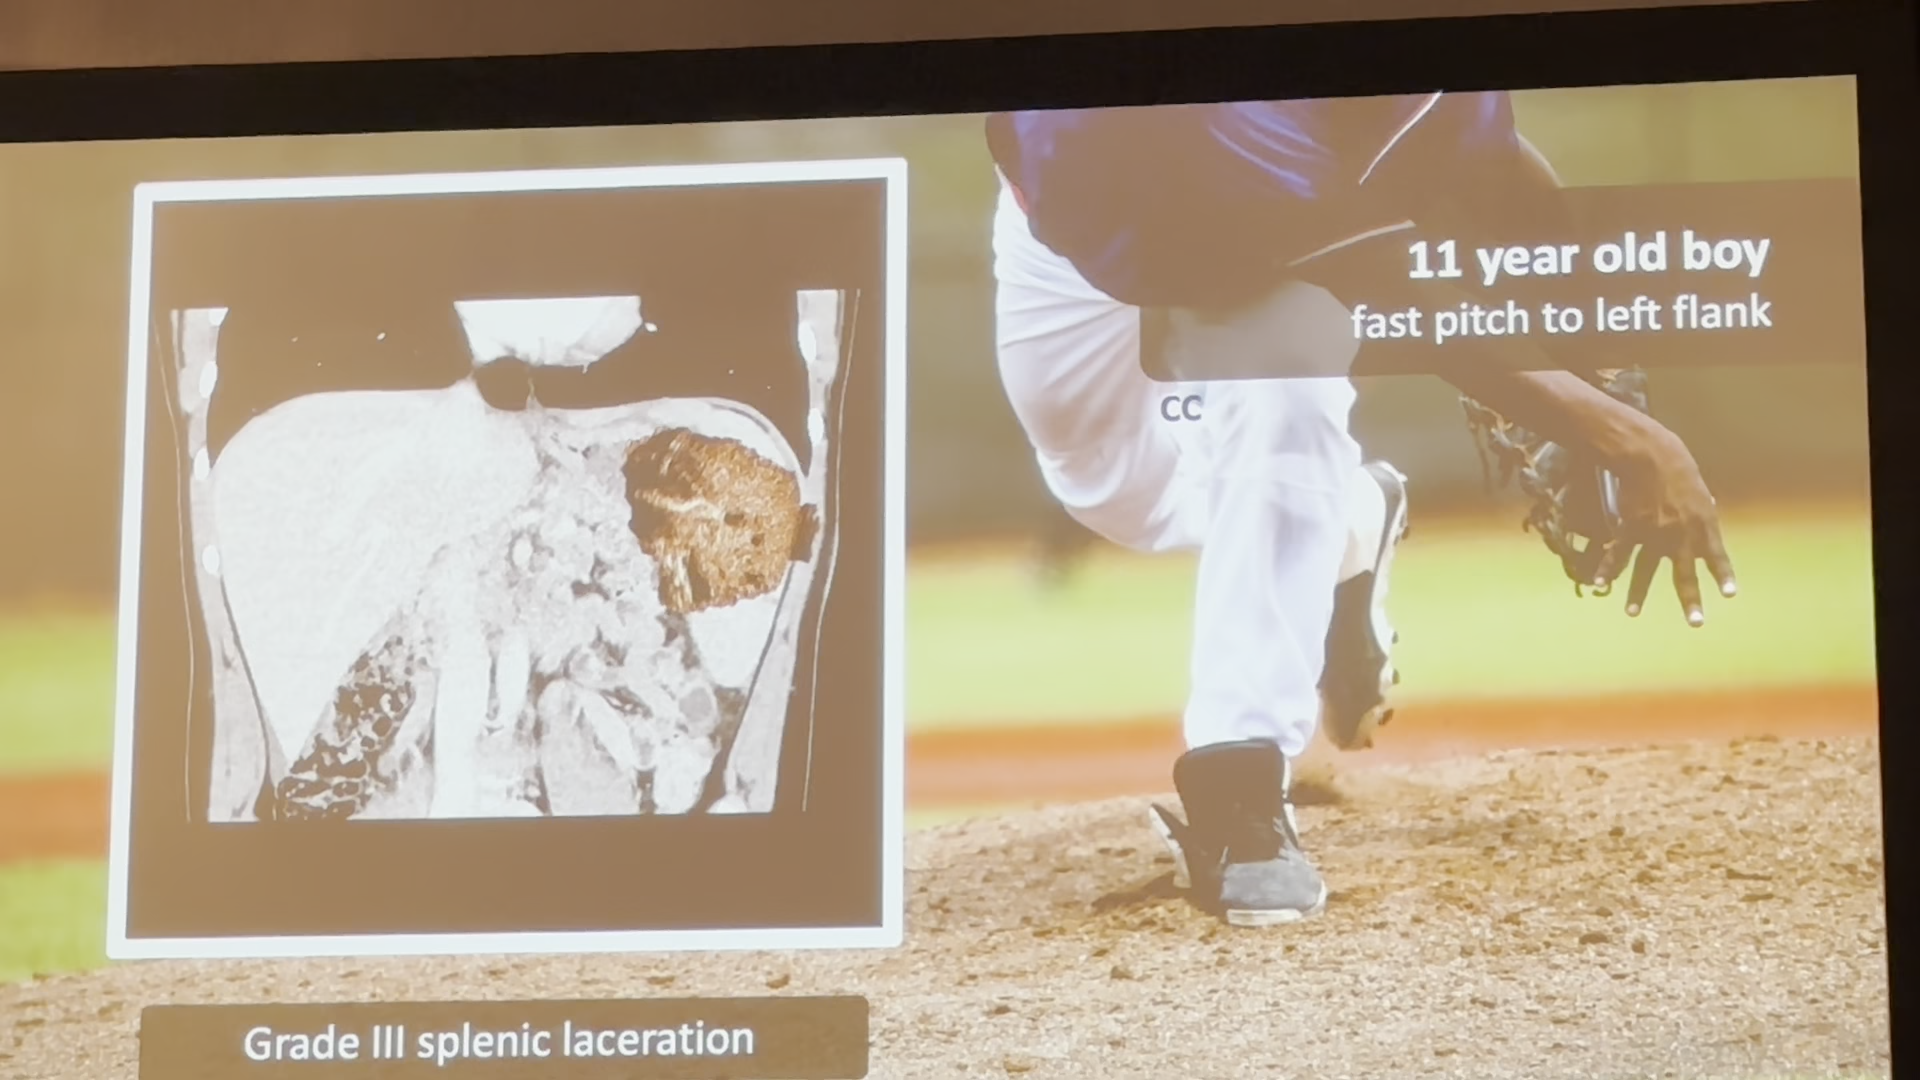 11 year old boy
fast pitch to left flank
CC
Grade III splenic laceration